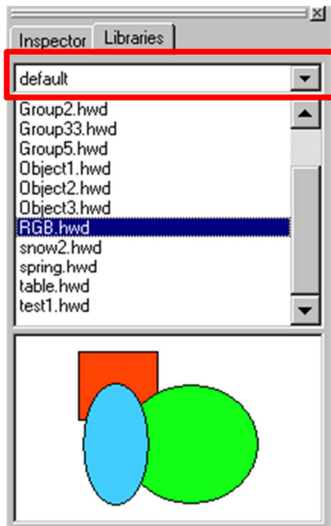 Inspector Libraries
default
Group2.hwd
Group33.hwd
Group5.hwd
Object1.hwd
Object2.hwd
Object3.hwd
RGB.hwd
snow2.hwd
spring.hwd
table.hwd
test1.hwd